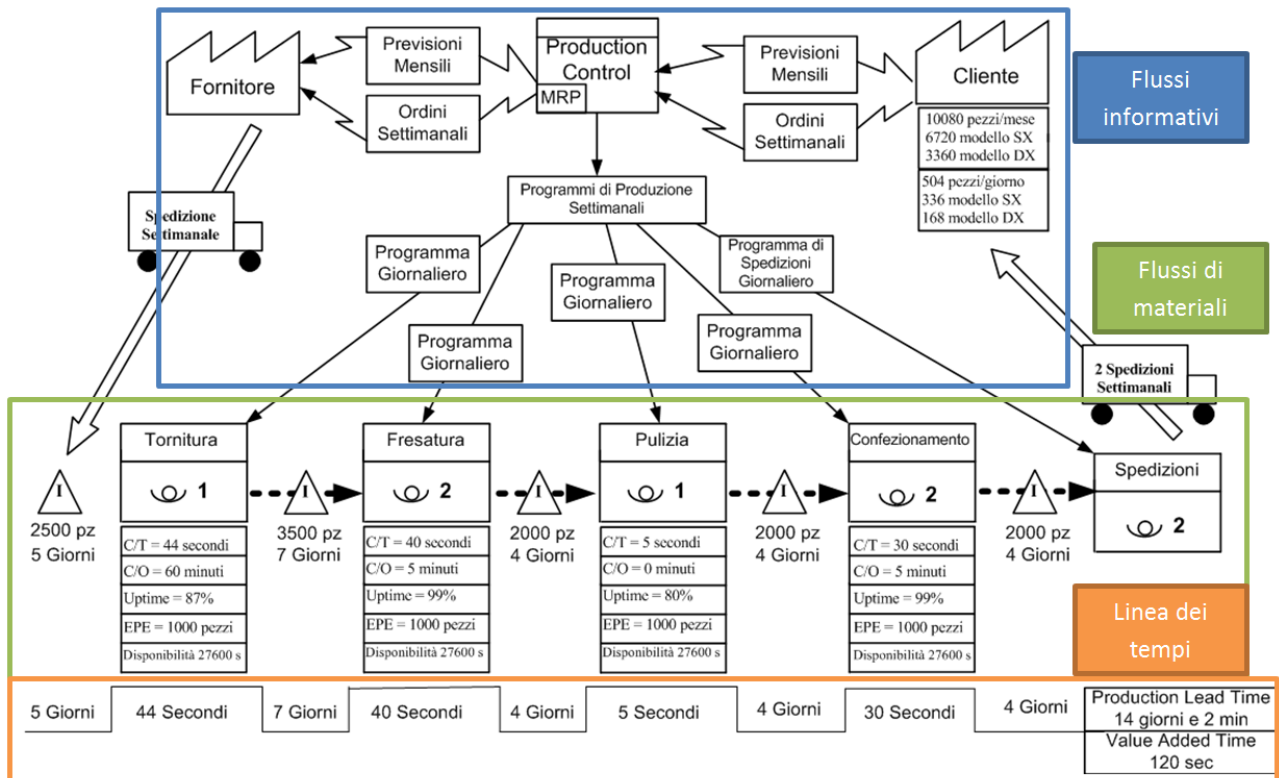 Fornitore
Previsioni
Mensili
Ordini
Settimanali
Production
Control
MRP
Previsioni
Mensili
Ordini
Settimanali
Cliente
10080 pezzi/mese
6720 modello SX
3360 modello DX
504 pezzi/giorno
336 modello SX
168 modello DX
Flussi
informativi
Spedizione
Settimanale
Programmi di Produzione
Settimanali
Programma
Giornaliero
Programma
Giornaliero
Programma
Giornaliero
Programma
Giornaliero
Programma di
Spedizioni
Giornaliero
Flussi di
materiali
2 Spedizioni
Settimanali
I
2500 pz
5 Giorni
Tornitura
1
C/T = 44 secondi
C/O = 60 minuti
Uptime = 87%
EPE = 1000 pezzi
Disponibilità 27600 s
I
3500 pz
7 Giorni
Fresatura
2
C/T = 40 secondi
C/O = 5 minuti
Uptime = 99%
EPE = 1000 pezzi
Disponibilità 27600 s
I
2000 pz
4 Giorni
Pulizia
1
C/T = 5 secondi
C/O = 0 minuti
Uptime = 80%
EPE = 1000 pezzi
Disponibilità 27600 s
I
2000 pz
4 Giorni
Confezionamento
2
C/T = 30 secondi
C/O = 5 minuti
Uptime = 99%
EPE = 1000 pezzi
Disponibilità 27600 s
I
2000 pz
4 Giorni
Spedizioni
2
Linea dei
tempi
5 Giorni
44 Secondi
7 Giorni
40 Secondi
4 Giorni
5 Secondi
4 Giorni
30 Secondi
4 Giorni
Production Lead Time
14 giorni e 2 min
Value Added Time
120 sec